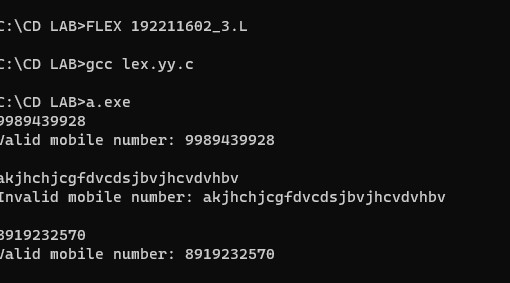 C:\CD LAB>FLEX 192211602_3.L
C:\CD LAB>gcc lex.yy.c
C:\CD LAB>a.exe
9989439928
Valid mobile number: 9989439928
akjhchjcgfdvcdsjbvjhcvdvhbv
Invalid mobile number: akjhchjcgfdvcdsjbvjhcvdvhbv
8919232570
Valid mobile number: 8919232570